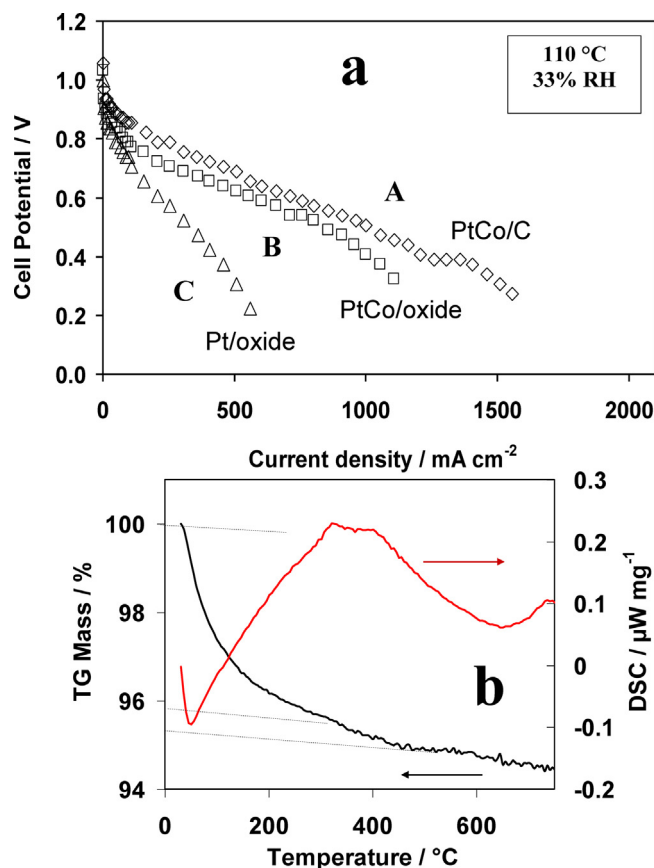 1.2
1.0
0.8
0.6
0.4
0.2
0.0
Cell Potential / V
a
110 °C
33% RH
A
PtCo/C
B
PtCo/oxide
C
Pt/oxide
0 500 1000 1500 2000
Current density / mA cm-2
100
98
96
94
TG Mass / %
0.3
0.2
0.1
0
-0.1
-0.2
DSC / µW mg-1
b
0 200 400 600
Temperature / °C